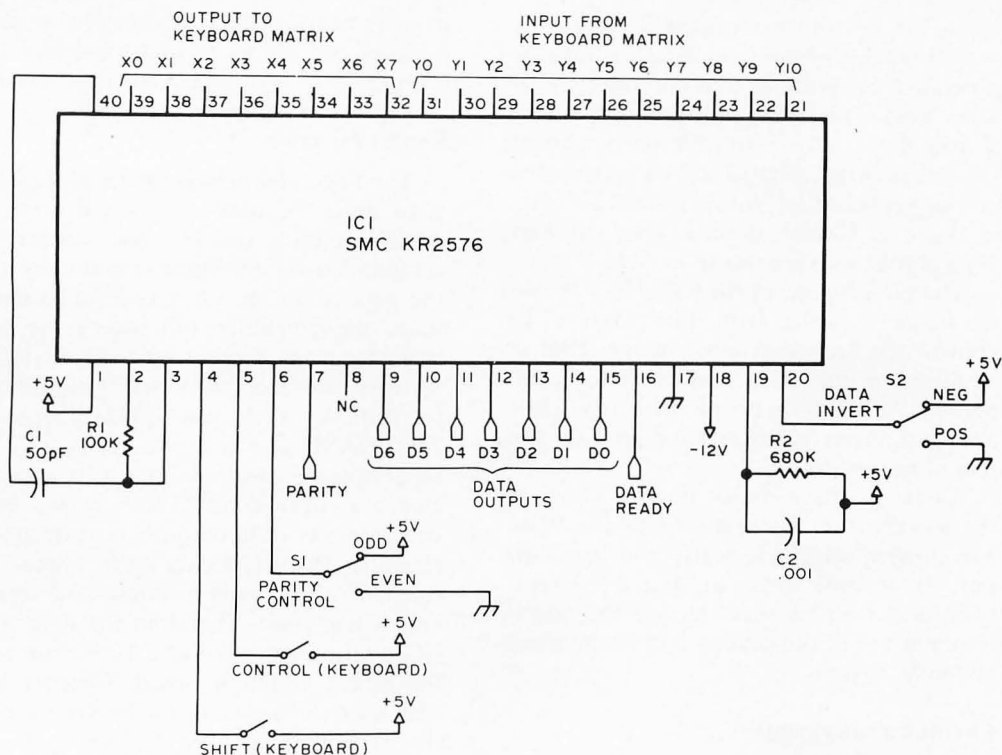 OUTPUT TO
KEYBOARD MATRIX
INPUT FROM
KEYBOARD MATRIX
X0 X1 X2 X3 X4 X5 X6 X7 Y0 Y1 Y2 Y3 Y4 Y5 Y6 Y7 Y8 Y9 Y10
40 39 38 37 36 35 34 33 32 31 30 29 28 27 26 25 24 23 22 21
IC1
SMC KR2576
+5V
1 2 3 4 5 6 7 8 9 10 11 12 13 14 15 16 17 18 19 20
NC
C1
50pF
R1
100K
PARITY
D6 D5 D4 D3 D2 D1 D0
DATA
OUTPUTS
DATA
READY
-12V
DATA
INVERT
S2
NEG
+5V
POS
R2
680K
+5V
C2
.001
S1
PARITY
CONTROL
ODD
+5V
EVEN
CONTROL (KEYBOARD)
+5V
SHIFT (KEYBOARD)
+5V